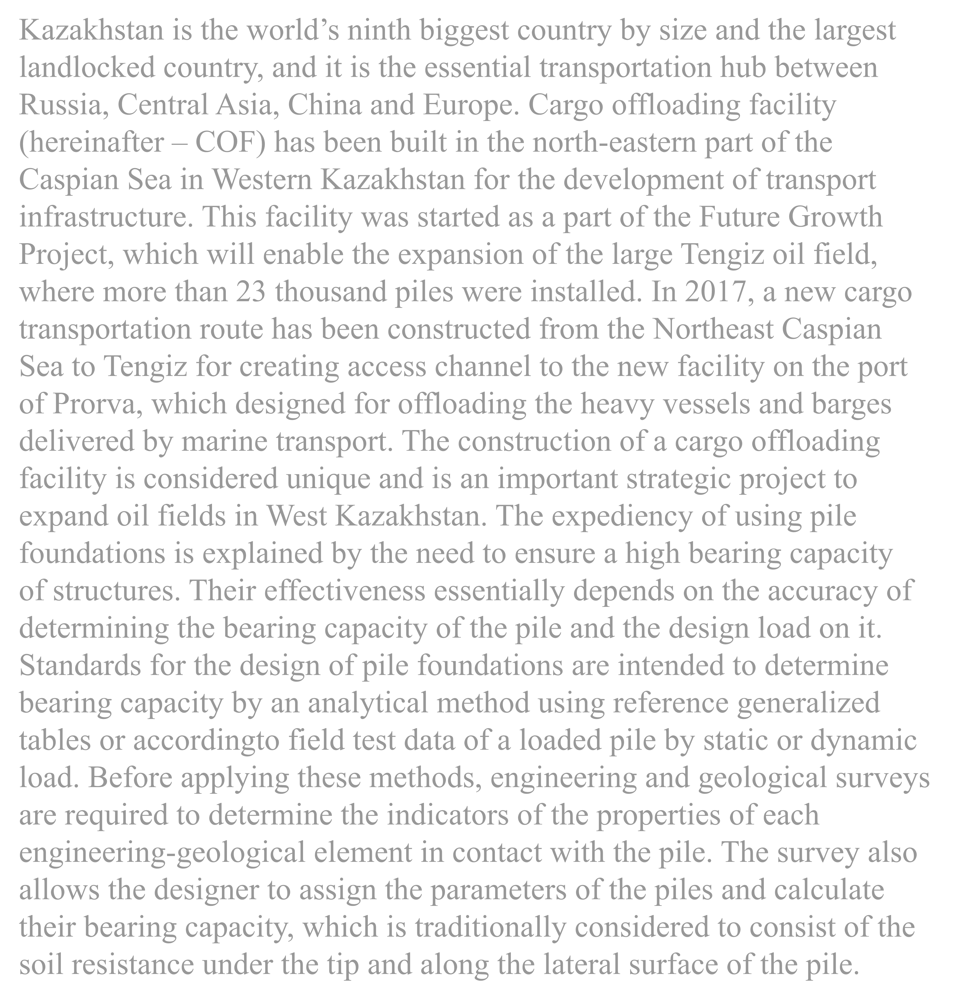 Kazakhstan is the world’s ninth biggest country by size and the largest
landlocked country, and it is the essential transportation hub between
Russia, Central Asia, China and Europe. Cargo offloading facility
(hereinafter – COF) has been built in the north-eastern part of the
Caspian Sea in Western Kazakhstan for the development of transport
infrastructure. This facility was started as a part of the Future Growth
Project, which will enable the expansion of the large Tengiz oil field,
where more than 23 thousand piles were installed. In 2017, a new cargo
transportation route has been constructed from the Northeast Caspian
Sea to Tengiz for creating access channel to the new facility on the port
of Prorva, which designed for offloading the heavy vessels and barges
delivered by marine transport. The construction of a cargo offloading
facility is considered unique and is an important strategic project to
expand oil fields in West Kazakhstan. The expediency of using pile
foundations is explained by the need to ensure a high bearing capacity
of structures. Their effectiveness essentially depends on the accuracy of
determining the bearing capacity of the pile and the design load on it.
Standards for the design of pile foundations are intended to determine
bearing capacity by an analytical method using reference generalized
tables or accordingto field test data of a loaded pile by static or dynamic
load. Before applying these methods, engineering and geological surveys
are required to determine the indicators of the properties of each
engineering-geological element in contact with the pile. The survey also
allows the designer to assign the parameters of the piles and calculate
their bearing capacity, which is traditionally considered to consist of the
soil resistance under the tip and along the lateral surface of the pile.